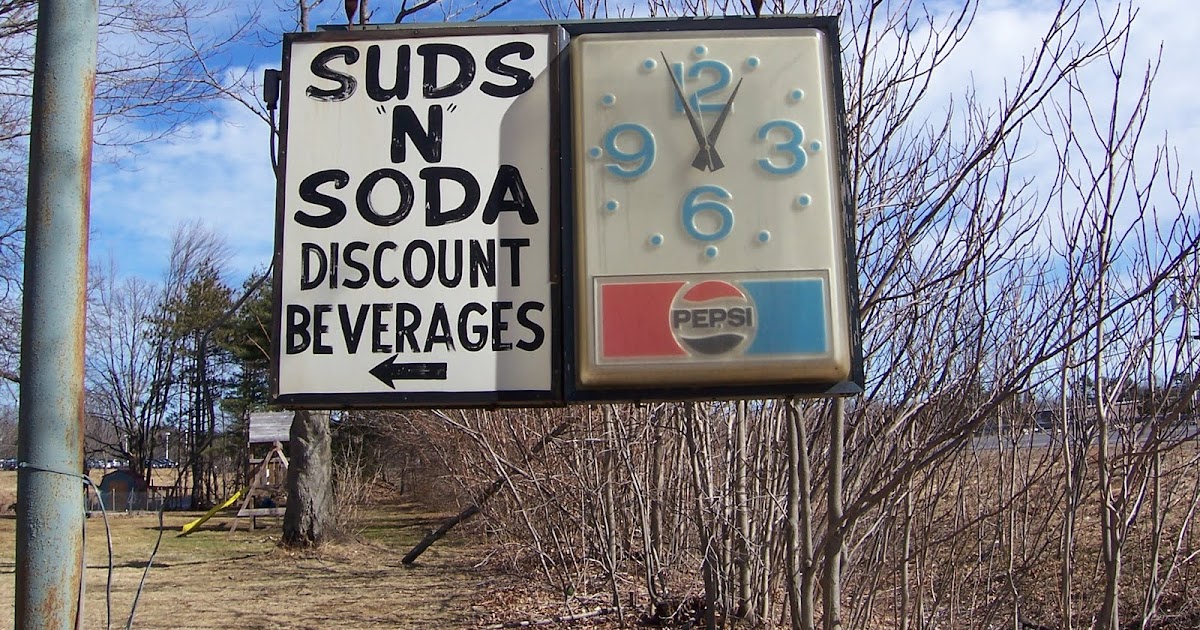 SUDS
"N"
SODA
DISCOUNT
BEVERAGES
12
9 3
6
PEPSI